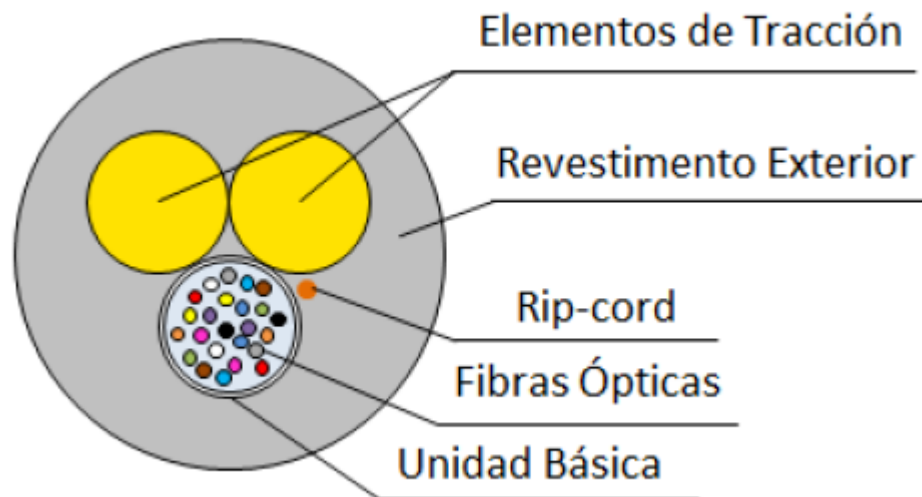 Elementos de Tracción
Revestimento Exterior
Rip-cord
Fibras Ópticas
Unidad Básica